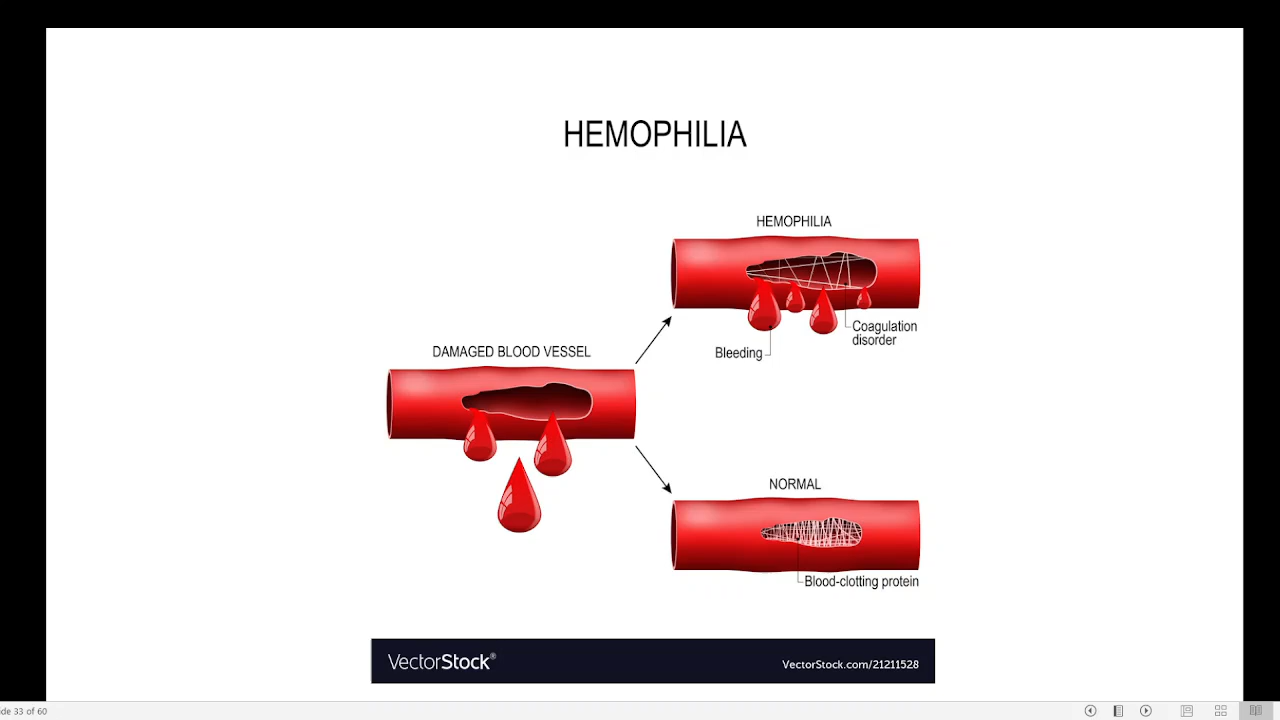 HEMOPHILIA
HEMOPHILIA
Coagulation
disorder
Bleeding
DAMAGED BLOOD VESSEL
NORMAL
Blood-clotting protein
VectorStock®
VectorStock.com/21211528
ide 33 of 60